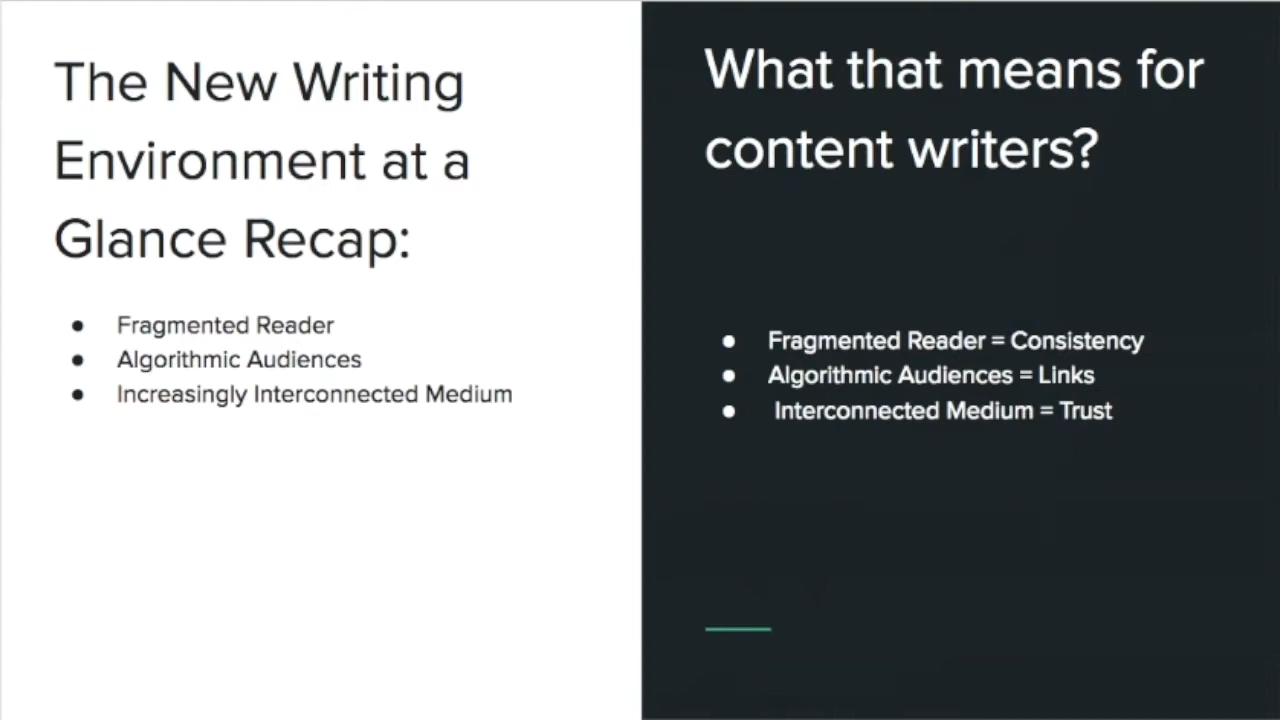 The New Writing
Environment at a
Glance Recap:
● Fragmented Reader
● Algorithmic Audiences
● Increasingly Interconnected Medium
What that means for
content writers?
● Fragmented Reader = Consistency
● Algorithmic Audiences = Links
● Interconnected Medium = Trust